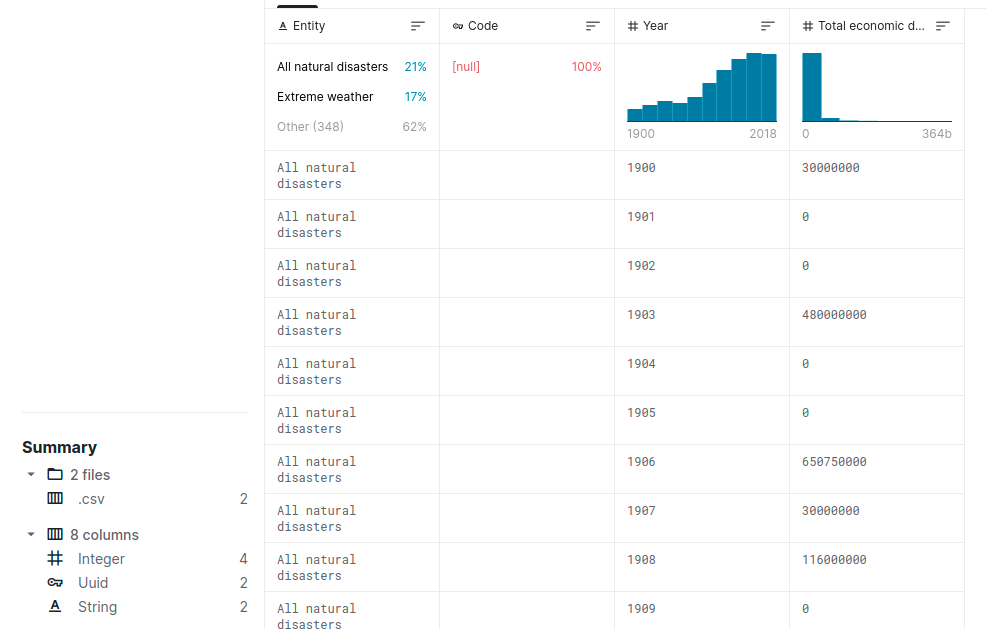 Entity Code Year Total economic d...
All natural disasters 21% [null] 100%
Extreme weather 17%
Other (348) 62% 1900 2018 0 364b
All natural disasters 1900 30000000
All natural disasters 1901 0
All natural disasters 1902 0
All natural disasters 1903 480000000
All natural disasters 1904 0
All natural disasters 1905 0
All natural disasters 1906 650750000
All natural disasters 1907 30000000
All natural disasters 1908 116000000
All natural disasters 1909 0
Summary
2 files
.csv 2
8 columns
Integer 4
Uuid 2
String 2